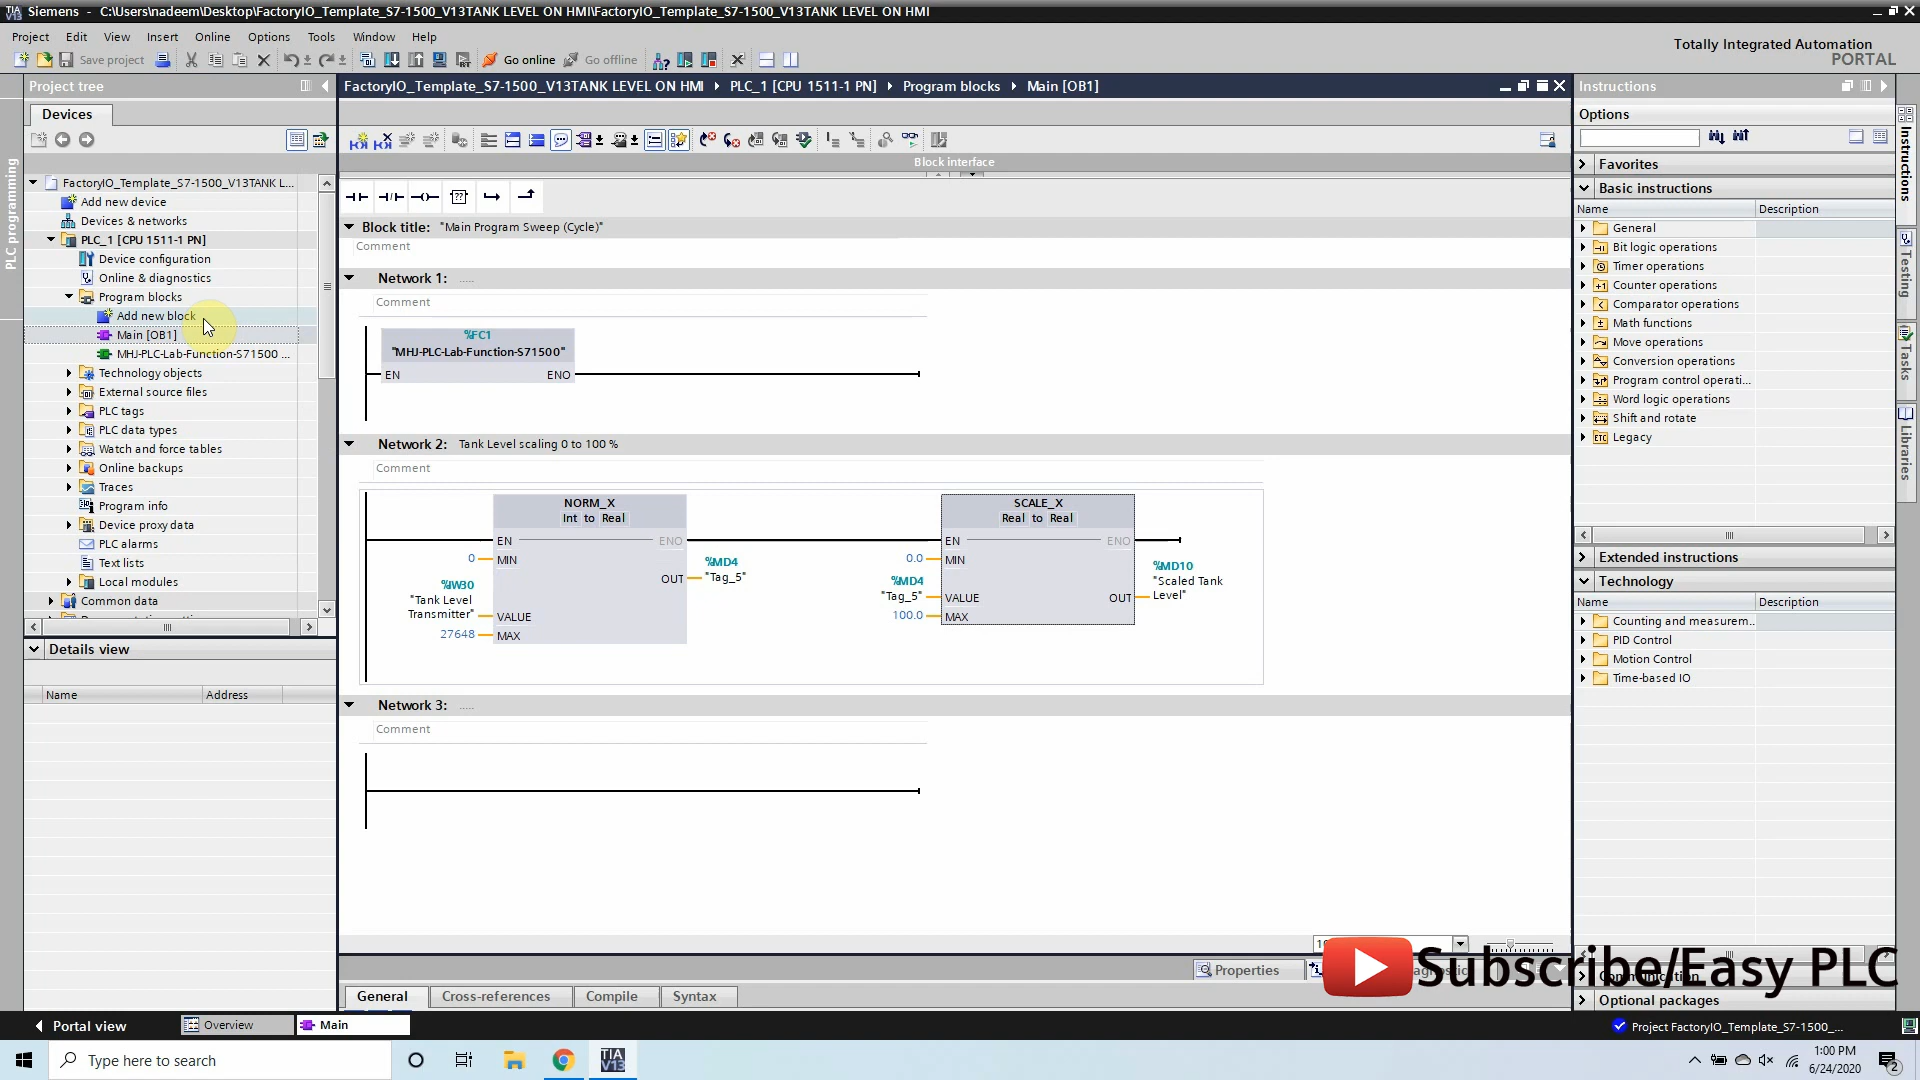 Siemens - C:\Users\nadeem\Desktop\FactoryIO_Template_S7-1500_V13TANK LEVEL ON HMI\FactoryIO_Template_S7-1500_V13TANK LEVEL ON HMI
Project Edit View Insert Online Options Tools Window Help
Totally Integrated Automation
PORTAL
Save project
Go online
Go offline
Project tree
FactoryIO_Template_S7-1500_V13TANK LEVEL ON HMI PLC_1 [CPU 1511-1 PN] Program blocks Main [OB1]
Instructions
Devices
Options
PLC programming
Block interface
FactoryIO_Template_S7-1500_V13TANK L...
Add new device
Devices & networks
PLC_1 [CPU 1511-1 PN]
Device configuration
Online & diagnostics
Program blocks
Add new block
Main [OB1]
MHJ-PLC-Lab-Function-S71500 ...
Technology objects
External source files
PLC tags
PLC data types
Watch and force tables
Online backups
Traces
Program info
Device proxy data
PLC alarms
Text lists
Local modules
Common data
Details view
Name Address
Block title: "Main Program Sweep (Cycle)"
Comment
Network 1: .....
Comment
%FC1
"MHJ-PLC-Lab-Function-S71500"
EN ENO
Network 2: Tank Level scaling 0 to 100 %
Comment
NORM_X
Int to Real
EN ENO
0 MIN
%IW30
"Tank Level
Transmitter" VALUE
27648 MAX
OUT
%MD4
"Tag_5"
SCALE_X
Real to Real
EN ENO
0.0 MIN
%MD4
"Tag_5" VALUE
100.0 MAX
OUT
%MD10
"Scaled Tank
Level"
Network 3: .....
Comment
Properties
General Cross-references Compile Syntax
Favorites
Basic instructions
Name Description
General
Bit logic operations
Timer operations
Counter operations
Comparator operations
Math functions
Move operations
Conversion operations
Program control operati...
Word logic operations
Shift and rotate
Legacy
Extended instructions
Technology
Name Description
Counting and measurem..
PID Control
Motion Control
Time-based IO
Optional packages
Instructions
Testing
Tasks
Libraries
Subscribe/Easy PLC
Portal view
Overview
Main
Project FactoryIO_Template_S7-1500_...
Type here to search
TIA
V13
1:00 PM
6/24/2020
2